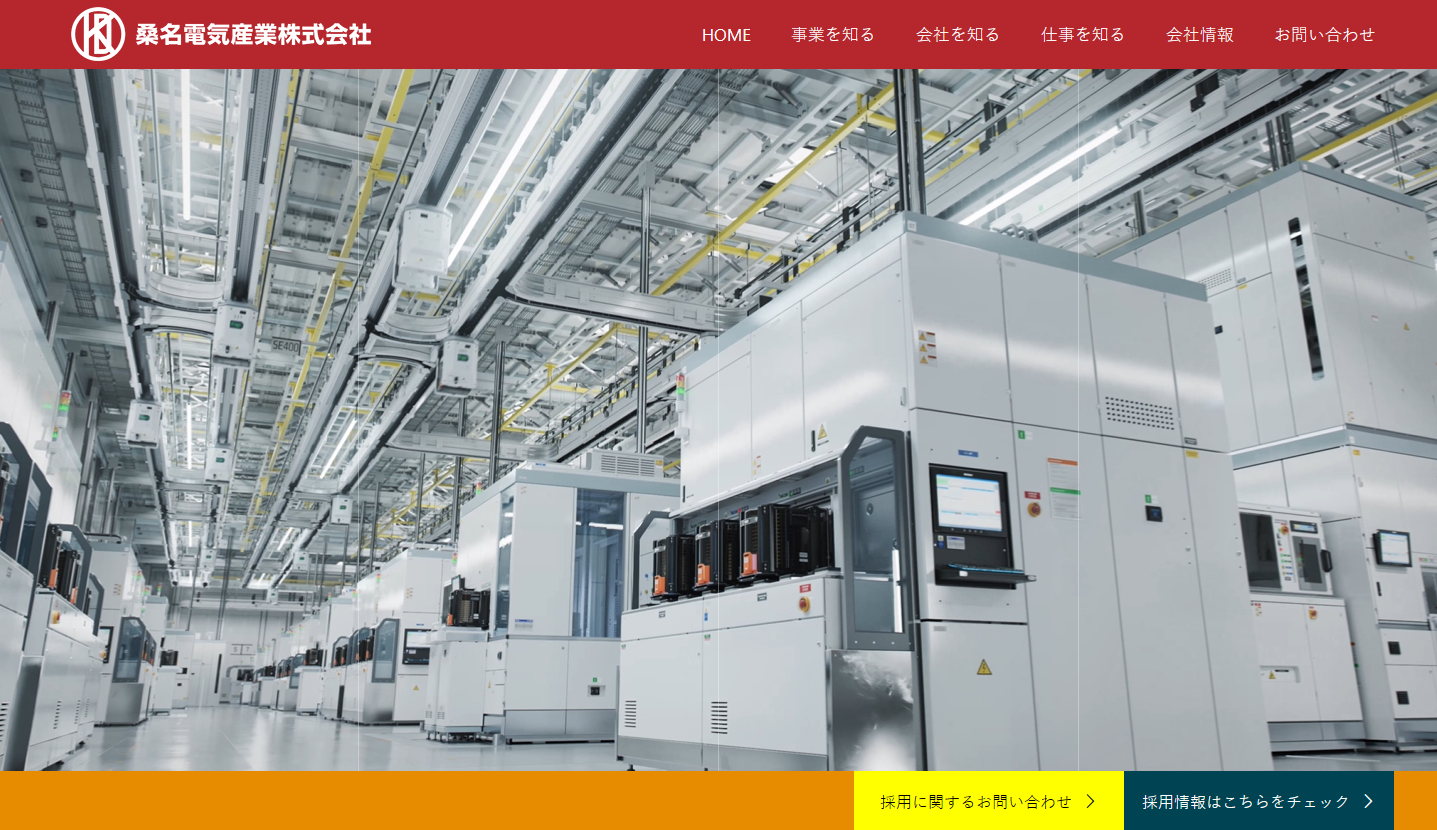 桑名電気産業株式会社
HOME 事業を知る 会社を知る 仕事を知る 会社情報 お問い合わせ
5E400
採用に関するお問い合わせ
採用情報はこちらをチェック